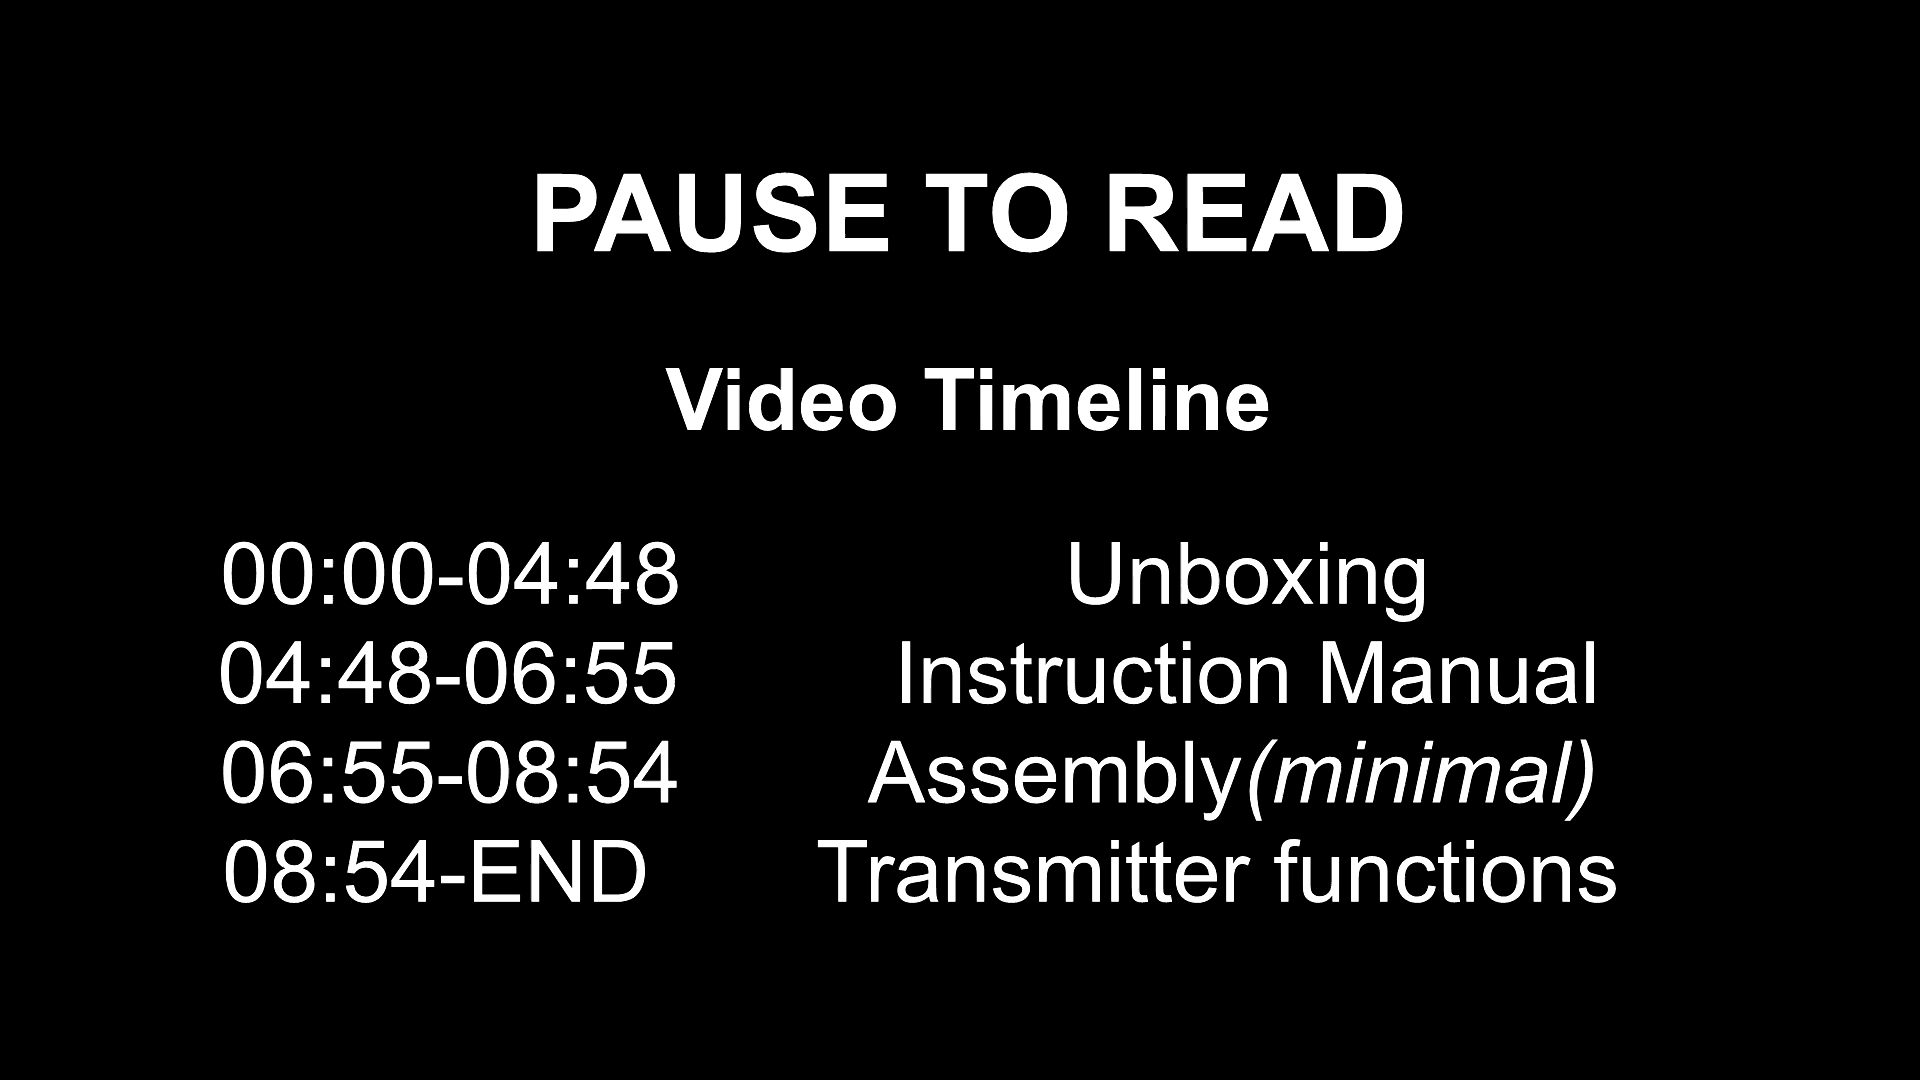 PAUSE TO READ
Video Timeline
00:00-04:48 Unboxing
04:48-06:55 Instruction Manual
06:55-08:54 Assembly(minimal)
08:54-END Transmitter functions